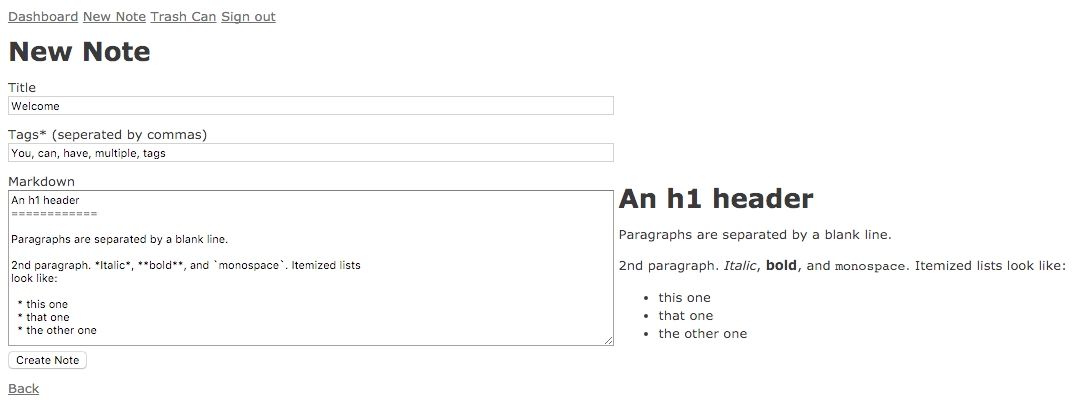 Dashboard New Note Trash Can Sign out
New Note
Title
Welcome
Tags* (seperated by commas)
You, can, have, multiple, tags
Markdown
An h1 header
============
Paragraphs are separated by a blank line.
2nd paragraph. *Italic*, **bold**, and `monospace`. Itemized lists
look like:
* this one
* that one
* the other one
An h1 header
Paragraphs are separated by a blank line.
2nd paragraph. Italic, bold, and monospace. Itemized lists look like:
• this one
• that one
• the other one
Create Note
Back